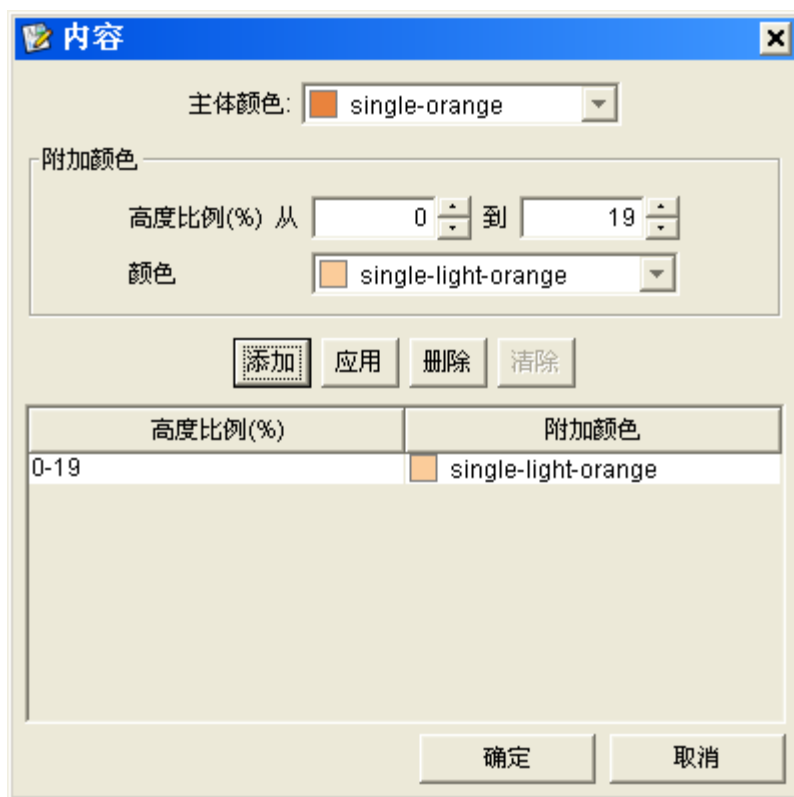 内容
主体颜色: single-orange
附加颜色
高度比例(%) 从 0 到 19
颜色 single-light-orange
添加 应用 删除 清除
高度比例(%) 附加颜色
0-19 single-light-orange
确定 取消